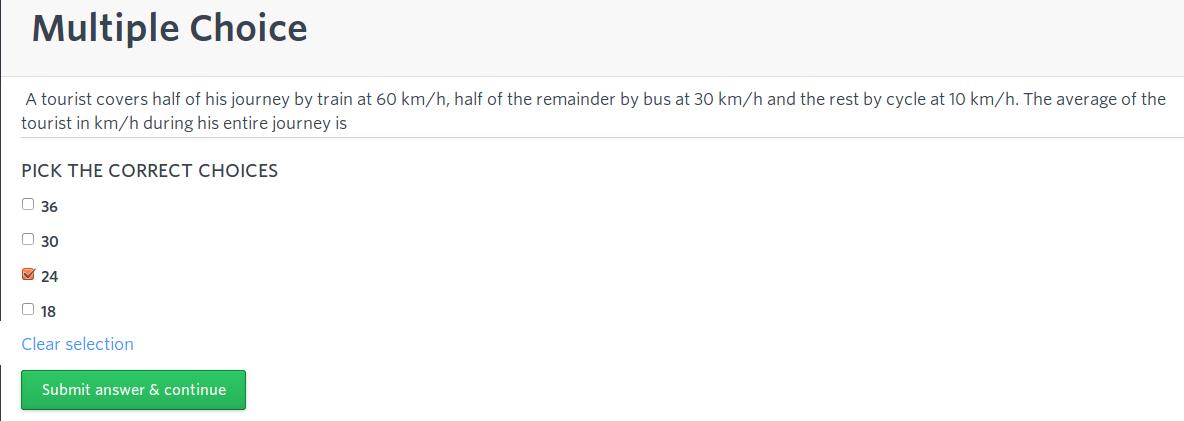 Multiple Choice
A tourist covers half of his journey by train at 60 km/h, half of the remainder by bus at 30 km/h and the rest by cycle at 10 km/h. The average of the
tourist in km/h during his entire journey is
PICK THE CORRECT CHOICES
36
30
24
18
Clear selection
Submit answer & continue